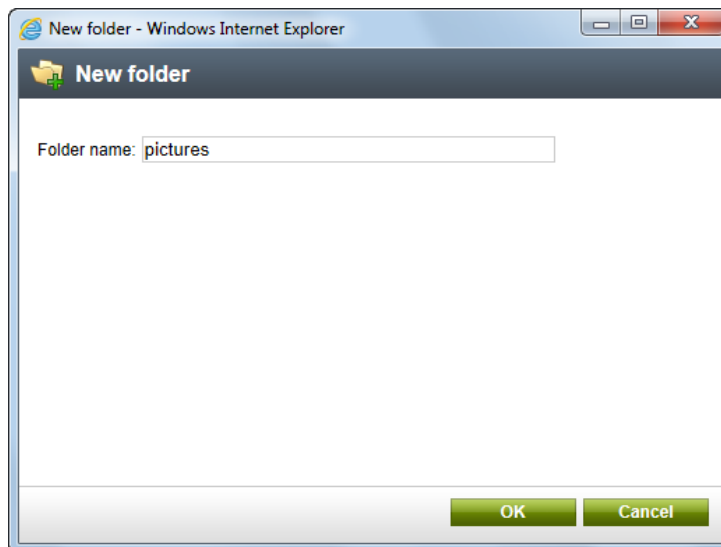 New folder - Windows Internet Explorer
New folder
Folder name: pictures
OK Cancel